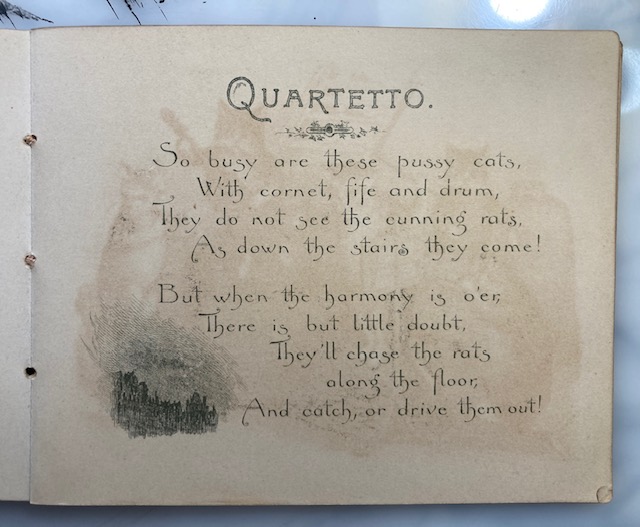 QUARTETTO.
So busy are these pussy cats,
With cornet, fife and drum,
They do not see the cunning rats,
As down the stairs they come!
But when the harmony is o'er,
There is but little doubt,
They'll chase the rats
along the floor,
And catch, or drive them out!